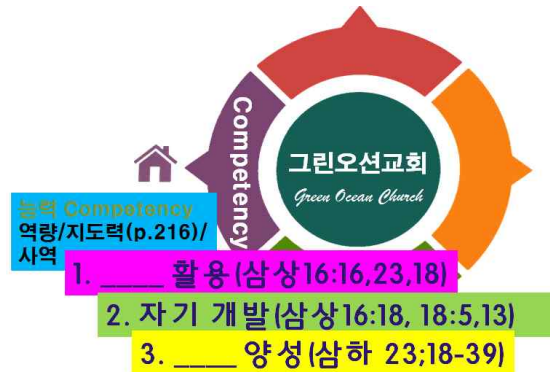 Competency
그린오션교회
Green Ocean Church
능력 Competency
역량/지도력(p.216)/
사역
1. ____ 활용(삼상16:16,23,18)
2. 자기 개발(삼상16:18, 18:5,13)
3. ____ 양성(삼하 23;18-39)